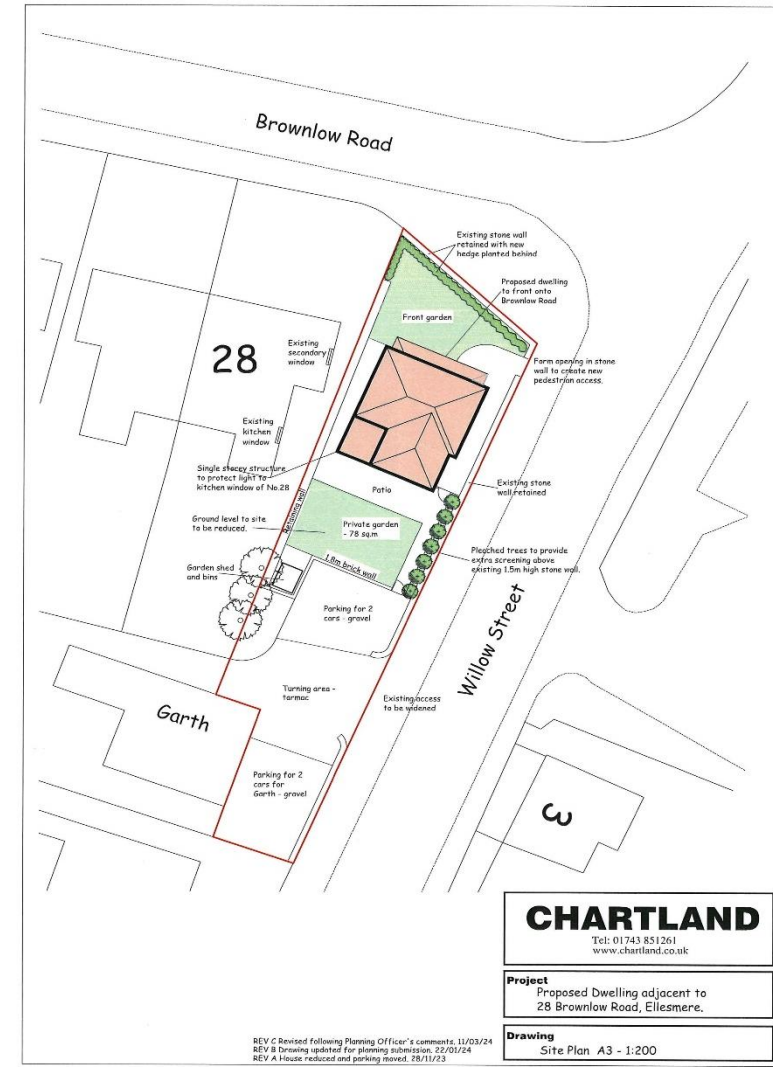 Brownlow Road
Existing stone wall
retained with new
hedge planted behind
Proposed dwelling
to front onto
Brownlow Road
Front garden
28
Existing
secondary
window
Form opening in stone
wall to create new
pedestrian access.
Existing
kitchen
window
Single storey structure
to protect light to
kitchen window of No.28
Existing stone
wall retained
Patio
Retaining wall
Ground level to site
to be reduced.
Private garden
- 78 sq.m
Pleached trees to provide
extra screening above
existing 1.5m high stone wall.
1.8m brick wall
Garden shed
and bins
Parking for 2
cars - gravel
Willow Street
Turning area -
tarmac
Existing access
to be widened
Garth
Parking for 2
cars for
Garth - gravel
3
CHARTLAND
Tel: 01743 851261
www.chartland.co.uk
Project
Proposed Dwelling adjacent to
28 Brownlow Road, Ellesmere.
Drawing
Site Plan A3 - 1:200
REV C Revised following Planning Officer's comments. 11/03/24
REV B Drawing updated for planning submission. 22/01/24
REV A House reduced and parking moved. 28/11/23